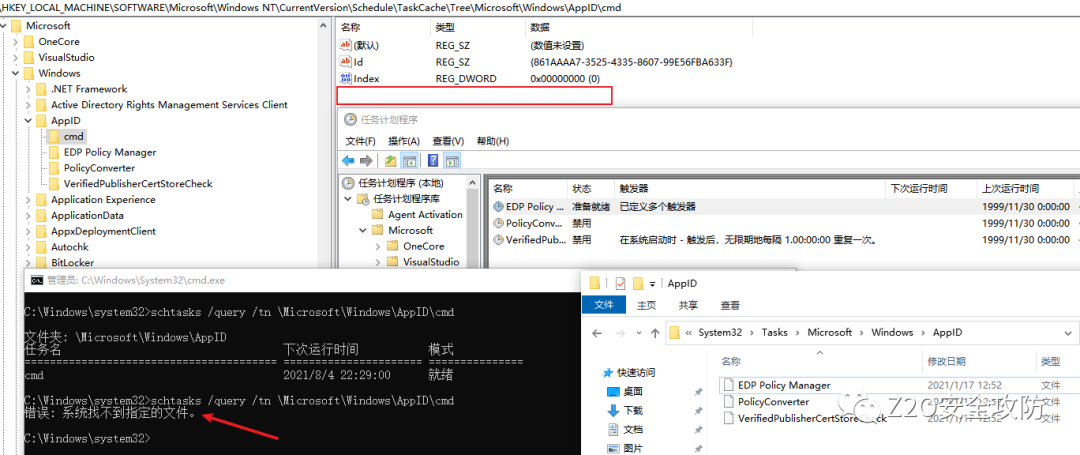 \HKEY_LOCAL_MACHINE\SOFTWARE\Microsoft\Windows NT\CurrentVersion\Schedule\TaskCache\Tree\Microsoft\Windows\AppID\cmd
Microsoft
OneCore
VisualStudio
Windows
.NET Framework
Active Directory Rights Management Services Client
AppID
cmd
EDP Policy Manager
PolicyConverter
VerifiedPublisherCertStoreCheck
Application Experience
ApplicationData
AppxDeploymentClient
Autochk
BitLocker
名称 类型 数据
(默认) REG_SZ (数值未设置)
Id REG_SZ {861AAAA7-3525-4335-8607-99E56FBA633F}
Index REG_DWORD 0x00000000 (0)
任务计划程序
文件(F) 操作(A) 查看(V) 帮助(H)
任务计划程序 (本地)
任务计划程序库
Agent Activation
Microsoft
OneCore
VisualStudio
名称 状态 触发器 下次运行时间 上次运行时间
EDP Policy ... 准备就绪 已定义多个触发器 1999/11/30 0:00:00
PolicyConv... 禁用 1999/11/30 0:00:00
VerifiedPub... 禁用 在系统启动时 - 触发后，无限期地每隔 1.00:00:00 重复一次。 1999/11/30 0:00:00
管理员: C:\Windows\System32\cmd.exe
C:\Windows\system32>schtasks /query /tn \Microsoft\Windows\AppID\cmd
文件夹: \Microsoft\Windows\AppID
任务名 下次运行时间 模式
======================================== ====================== ===============
cmd 2021/8/4 22:29:00 就绪
C:\Windows\system32>schtasks /query /tn \Microsoft\Windows\AppID\cmd
错误: 系统找不到指定的文件。
C:\Windows\system32>
AppID
文件 主页 共享 查看
« System32 › Tasks › Microsoft › Windows › AppID
快速访问
桌面
下载
文档
图片
名称 修改日期 类型
EDP Policy Manager 2021/1/17 12:52 文件
PolicyConverter 2021/1/17 12:52 文件
VerifiedPublisherCertStoreCheck 2021/1/17 12:52 文件
Z2O安全攻防